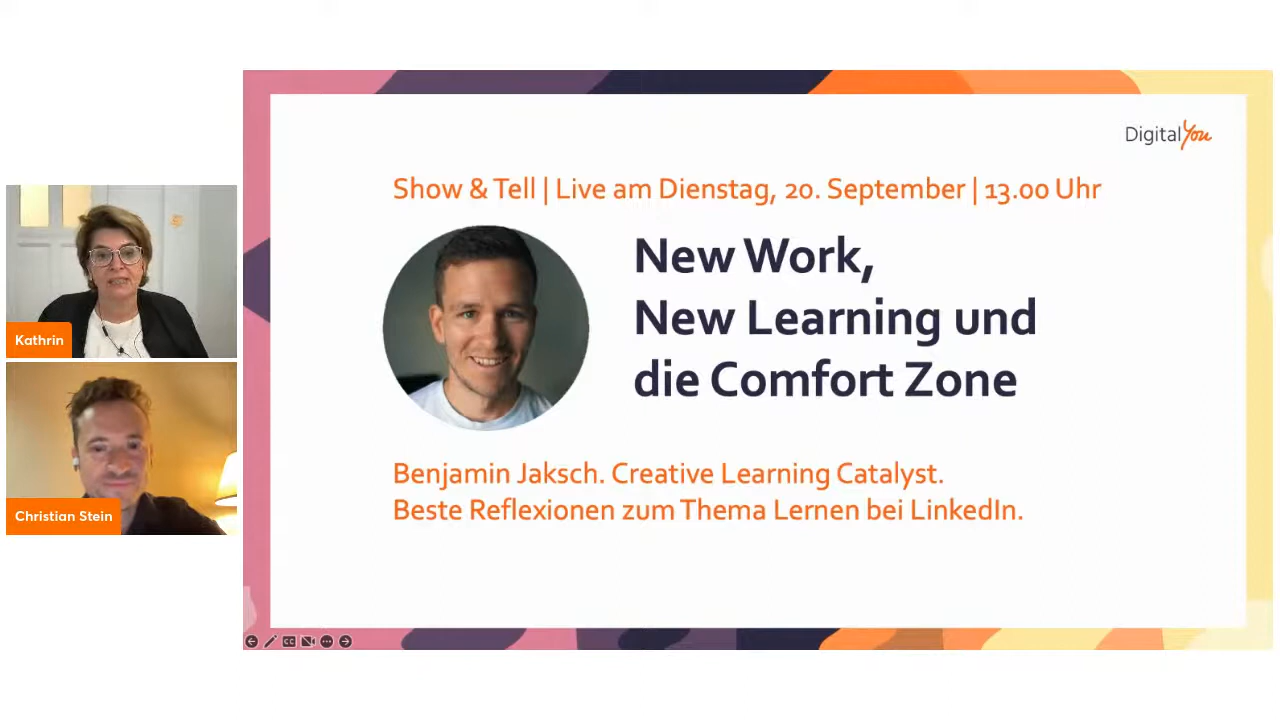 DigitalYou
Show & Tell | Live am Dienstag, 20. September | 13.00 Uhr
New Work,
New Learning und
die Comfort Zone
Benjamin Jaksch. Creative Learning Catalyst.
Beste Reflexionen zum Thema Lernen bei LinkedIn.
Kathrin
Christian Stein
CC